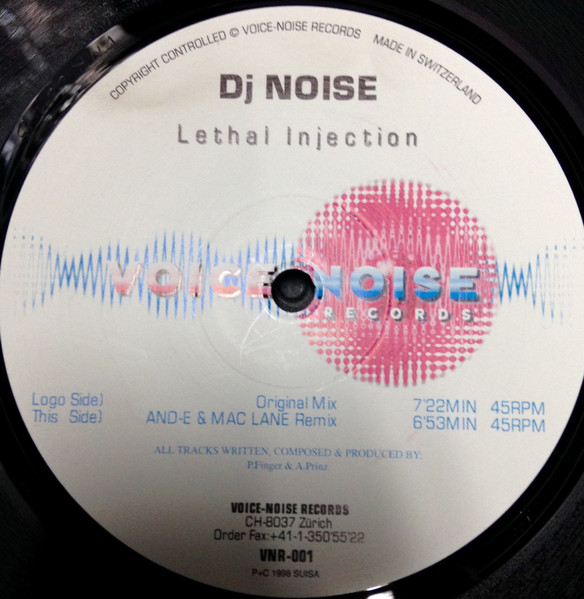 COPYRIGHT CONTROLLED © VOICE-NOISE RECORDS MADE IN SWITZERLAND
Dj NOISE
Lethal Injection
VOICE NOISE
RECORDS
Logo Side) Original Mix 7'22MIN 45RPM
This Side) AND-E & MAC LANE Remix 6'53MIN 45RPM
ALL TRACKS WRITTEN, COMPOSED & PRODUCED BY:
P.Finger & A.Prinz
VOICE-NOISE RECORDS
CH-8037 Zürich
Order Fax:+41-1-350'55'22
VNR-001
P+C 1998 SUISA